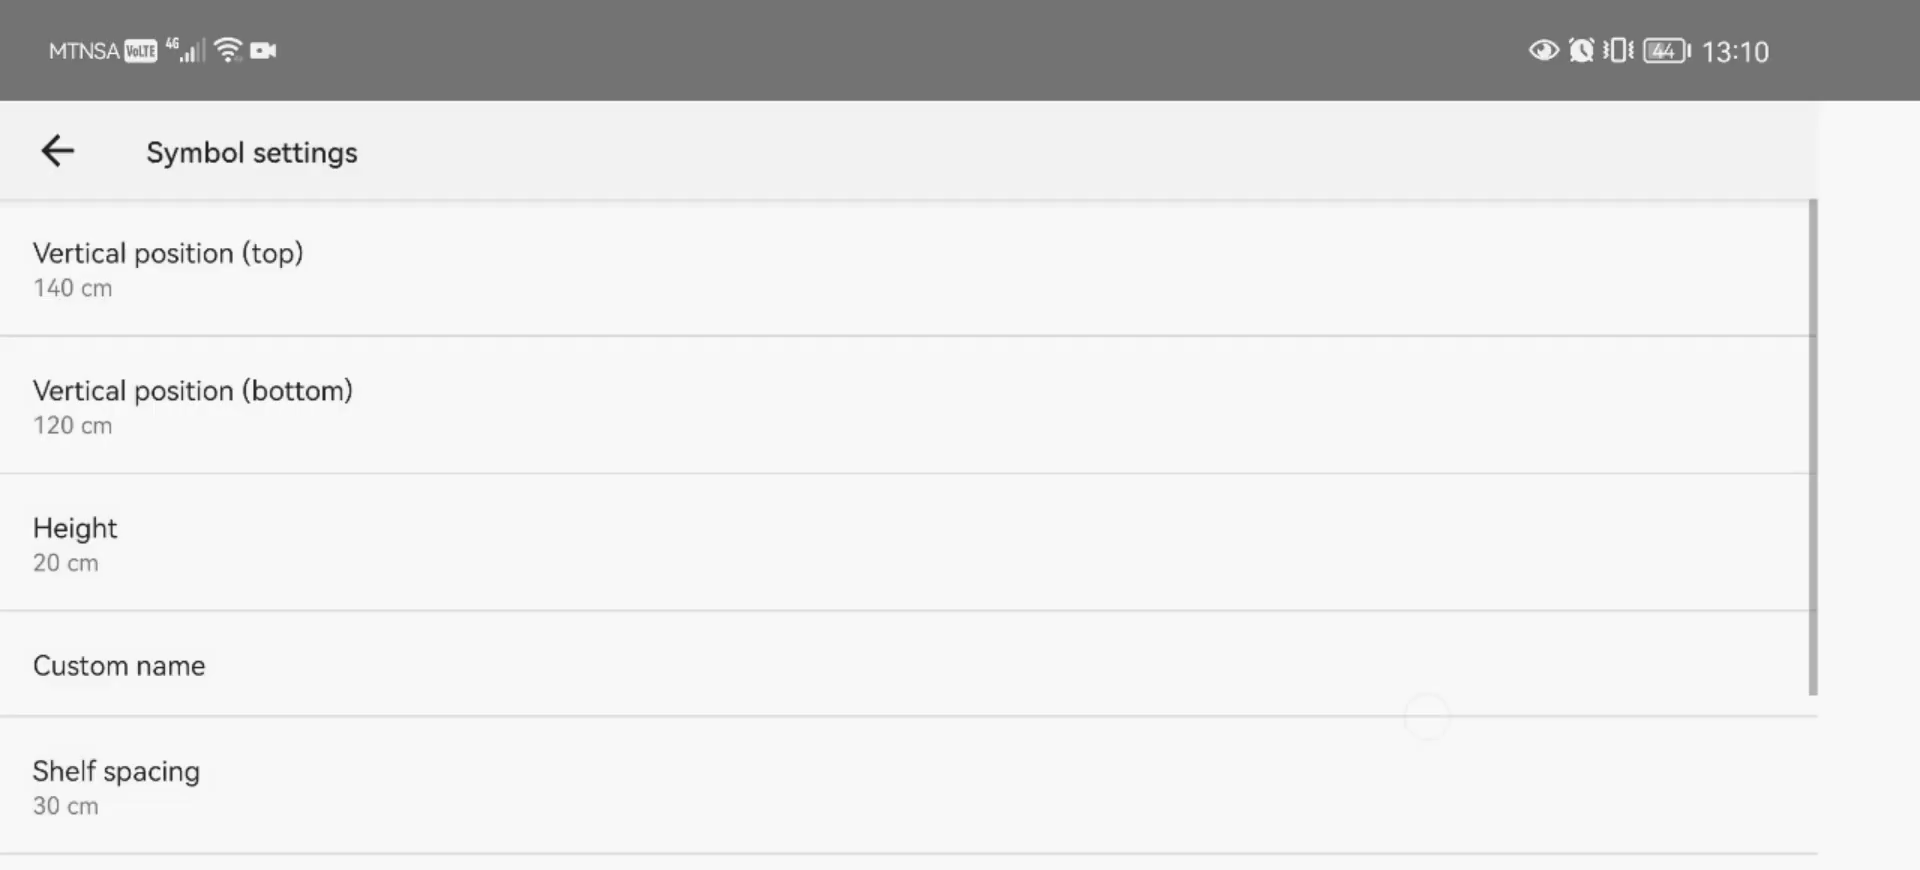 MTNSA VoLTE 4G 44 13:10
Symbol settings
Vertical position (top)
140 cm
Vertical position (bottom)
120 cm
Height
20 cm
Custom name
Shelf spacing
30 cm